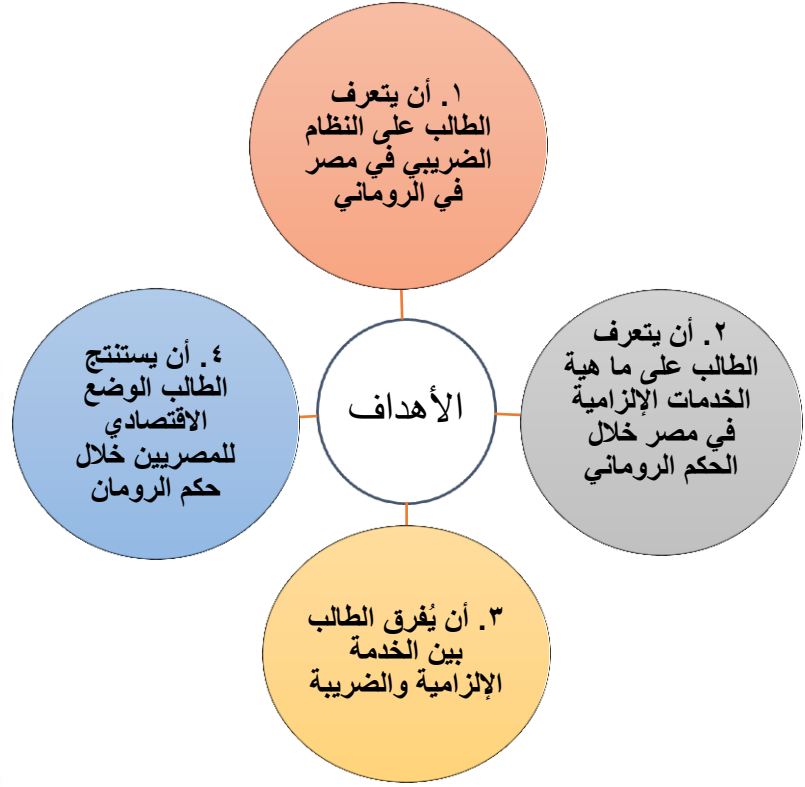 الأهداف
١. أن يتعرف
الطالب على النظام
الضريبي في مصر
في الروماني
٢. أن يتعرف
الطالب على ما هية
الخدمات الإلزامية
في مصر خلال
الحكم الروماني
٣. أن يُفرق الطالب
بين الخدمة
الإلزامية والضريبة
٤. أن يستنتج
الطالب الوضع
الاقتصادي
للمصريين خلال
حكم الرومان